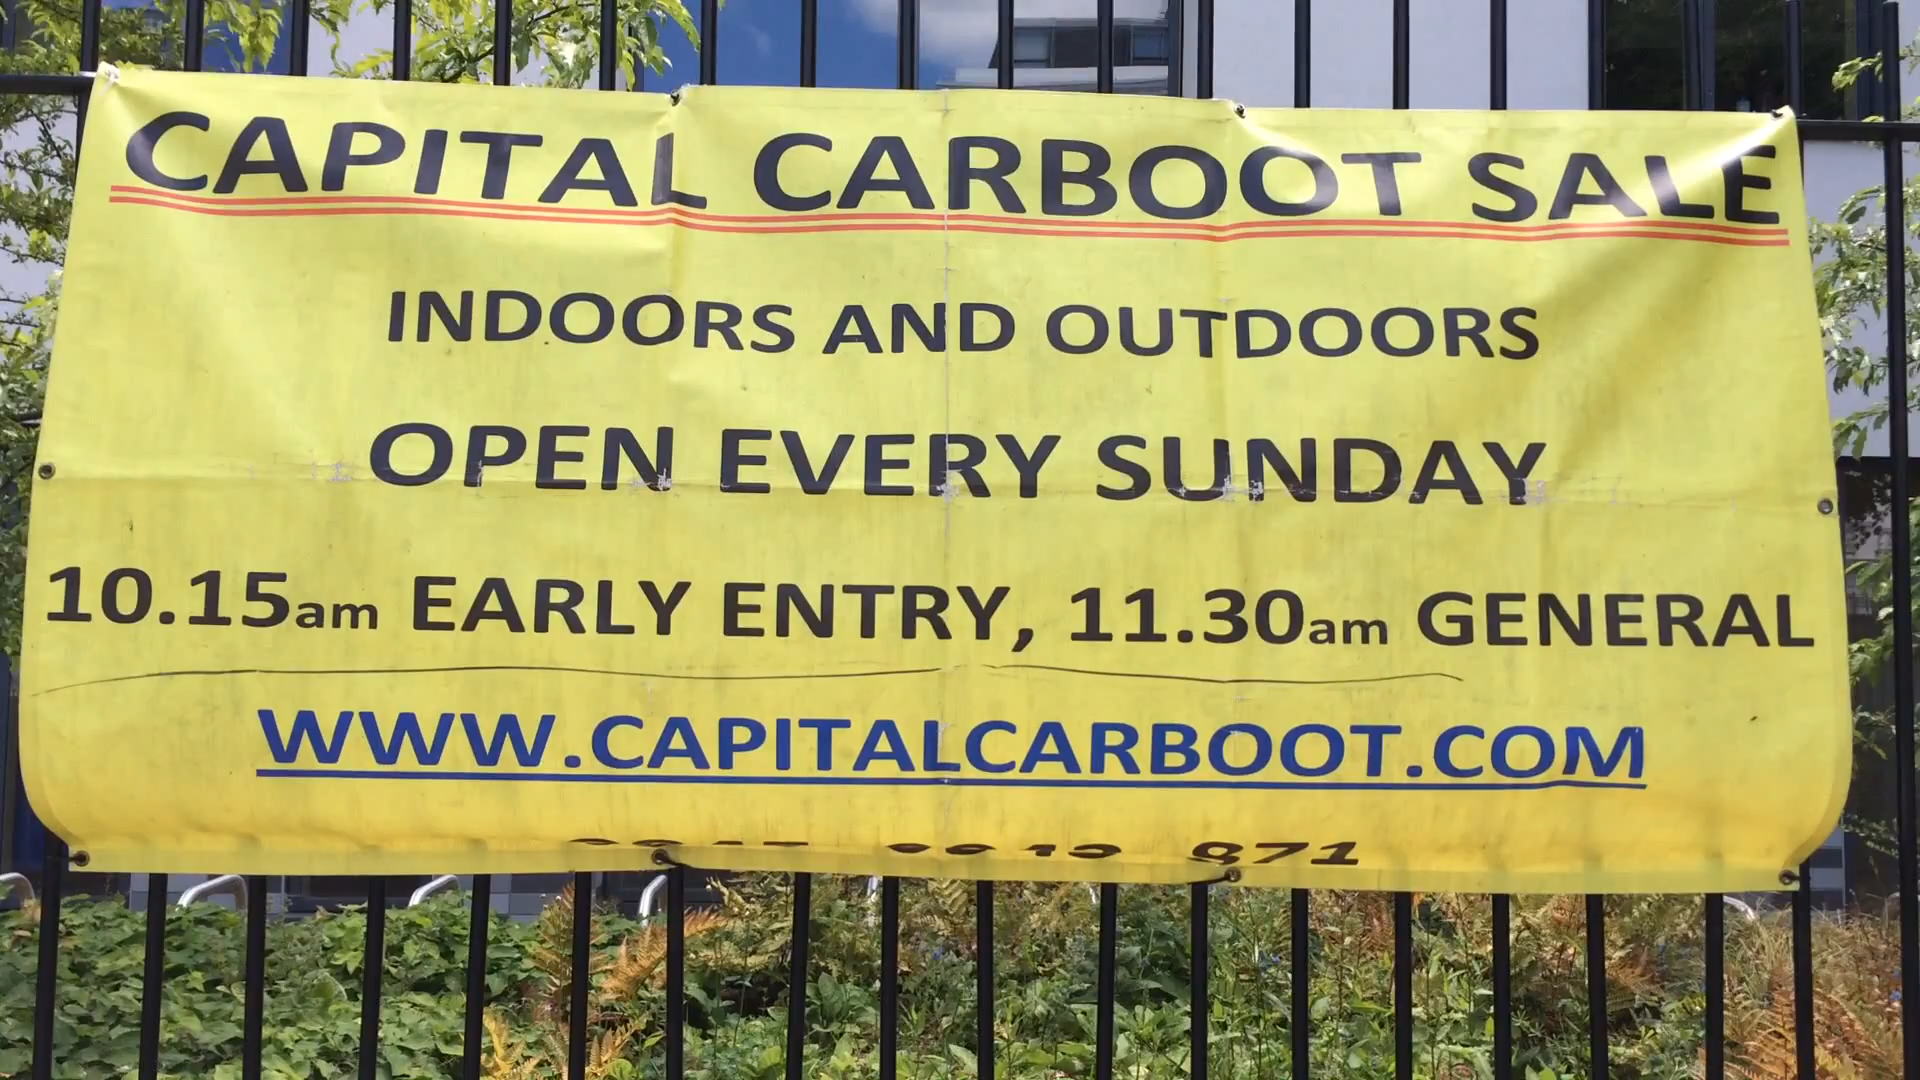 CAPITAL CARBOOT SALE
INDOORS AND OUTDOORS
OPEN EVERY SUNDAY
10.15am EARLY ENTRY, 11.30am GENERAL
WWW.CAPITALCARBOOT.COM
871